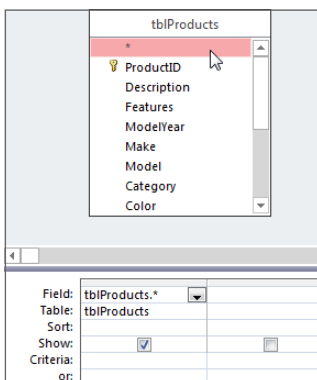 tblProducts
*
ProductID
Description
Features
ModelYear
Make
Model
Category
Color
Field: tblProducts.*
Table: tblProducts
Sort:
Show:
Criteria:
or: